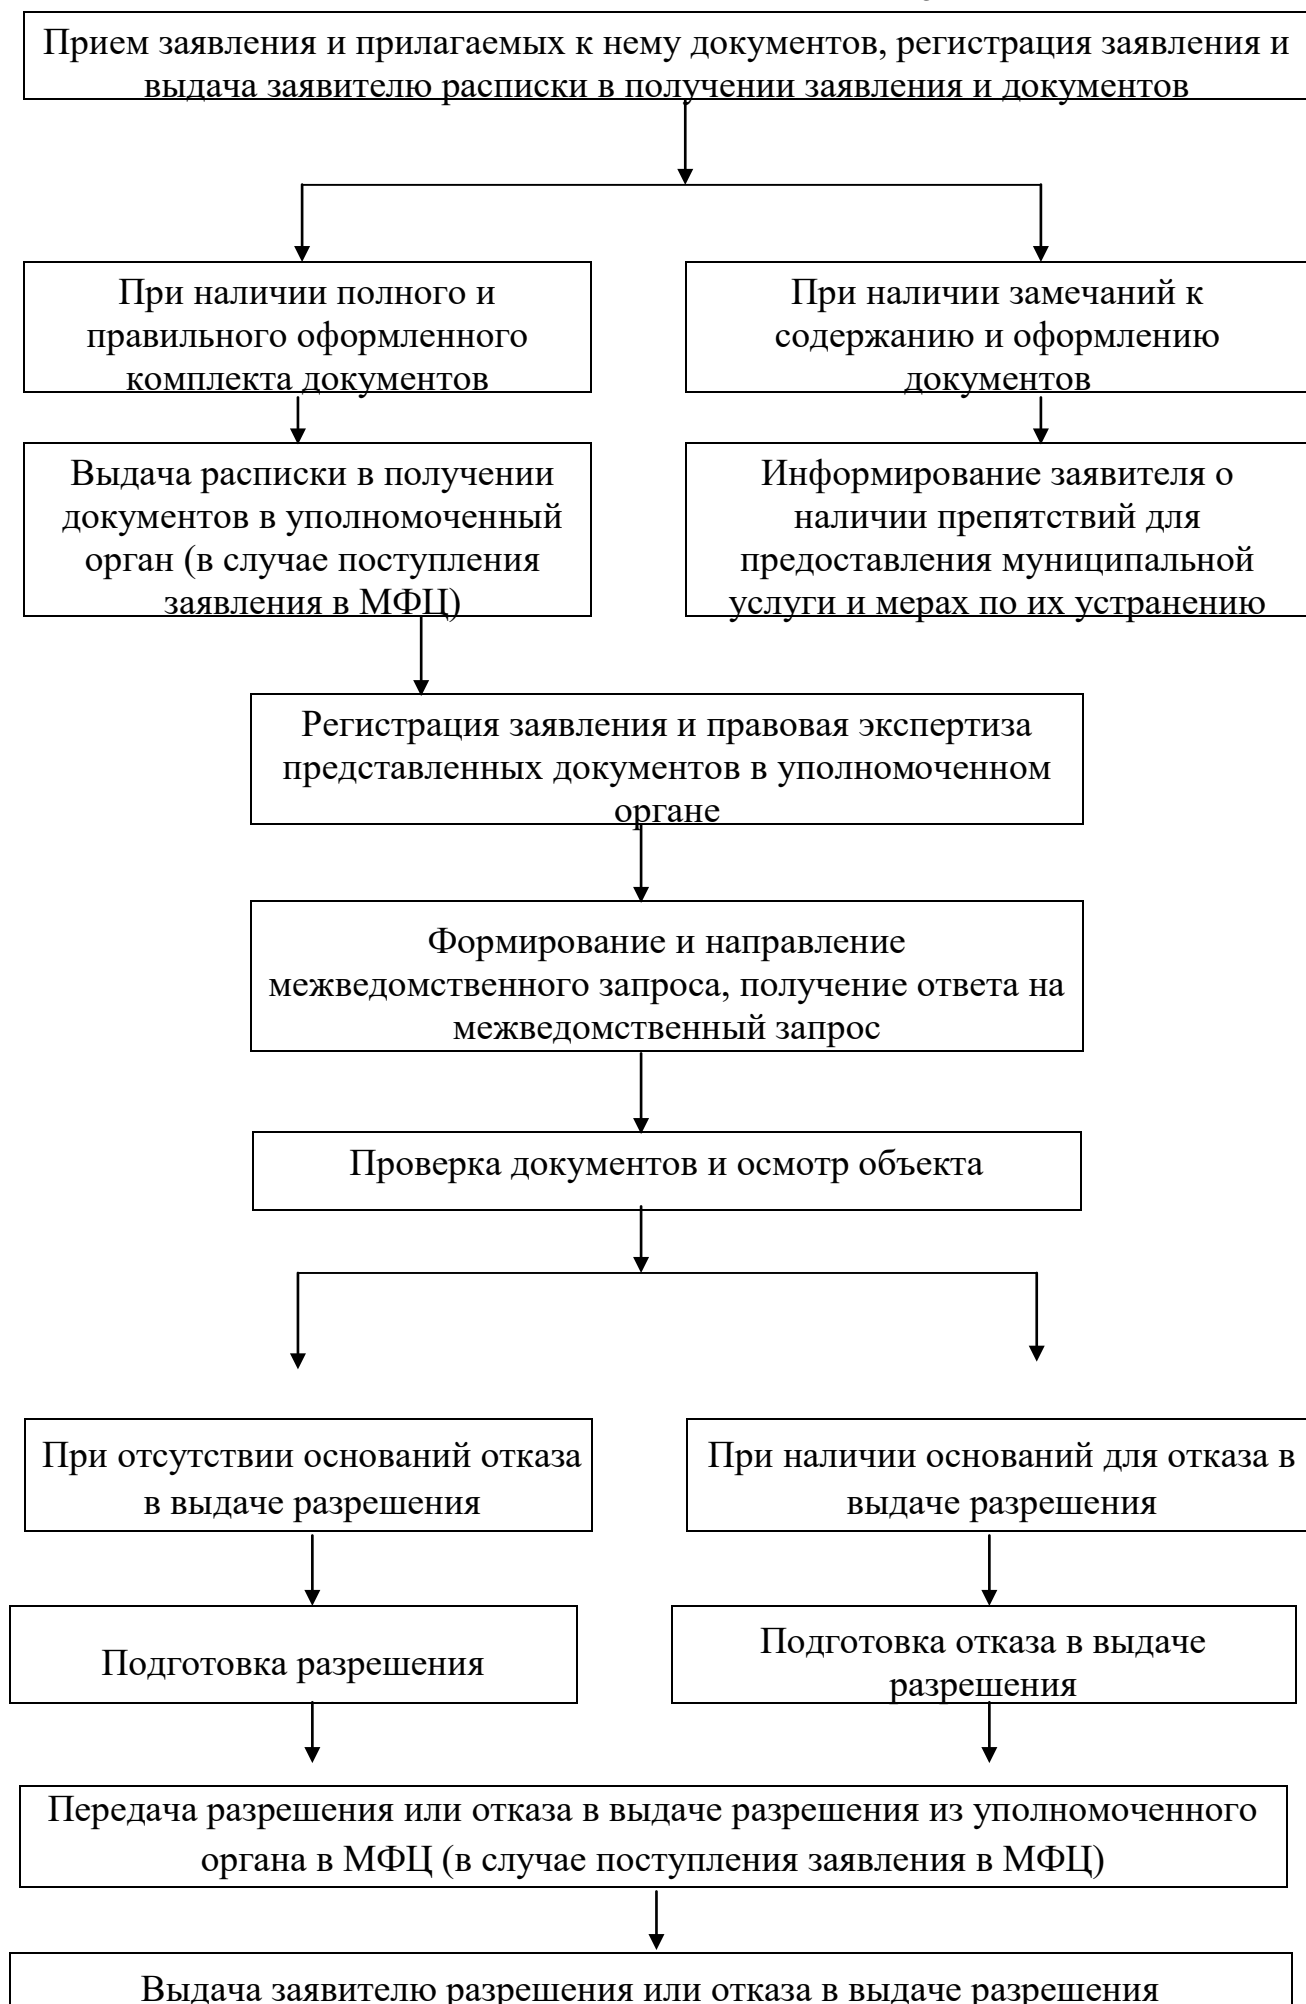 Прием заявления и прилагаемых к нему документов, регистрация заявления и
выдача заявителю расписки в получении заявления и документов
При наличии полного и
правильного оформленного
комплекта документов
При наличии замечаний к
содержанию и оформлению
документов
Выдача расписки в получении
документов в уполномоченный
орган (в случае поступления
заявления в МФЦ)
Информирование заявителя о
наличии препятствий для
предоставления муниципальной
услуги и мерах по их устранению
Регистрация заявления и правовая экспертиза
представленных документов в уполномоченном
органе
Формирование и направление
межведомственного запроса, получение ответа на
межведомственный запрос
Проверка документов и осмотр объекта
При отсутствии оснований отказа
в выдаче разрешения
При наличии оснований для отказа в
выдаче разрешения
Подготовка разрешения
Подготовка отказа в выдаче
разрешения
Передача разрешения или отказа в выдаче разрешения из уполномоченного
органа в МФЦ (в случае поступления заявления в МФЦ)
Выдача заявителю разрешения или отказа в выдаче разрешения